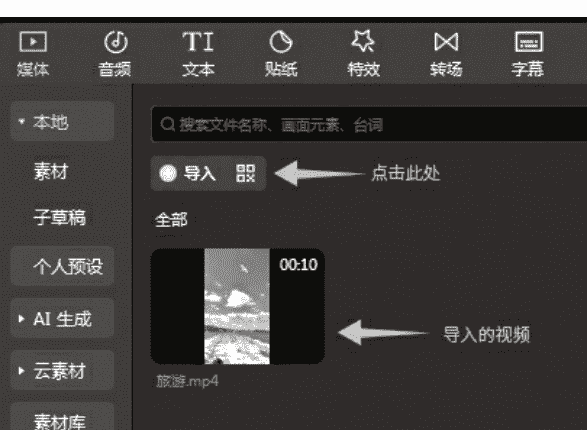 媒体 音频 文本 贴纸 特效 转场 字幕
本地
搜索文件名称、画面元素、台词
素材
导入
点击此处
子草稿
全部
个人预设
00:10
AI 生成
导入的视频
云素材
旅游.mp4
素材库